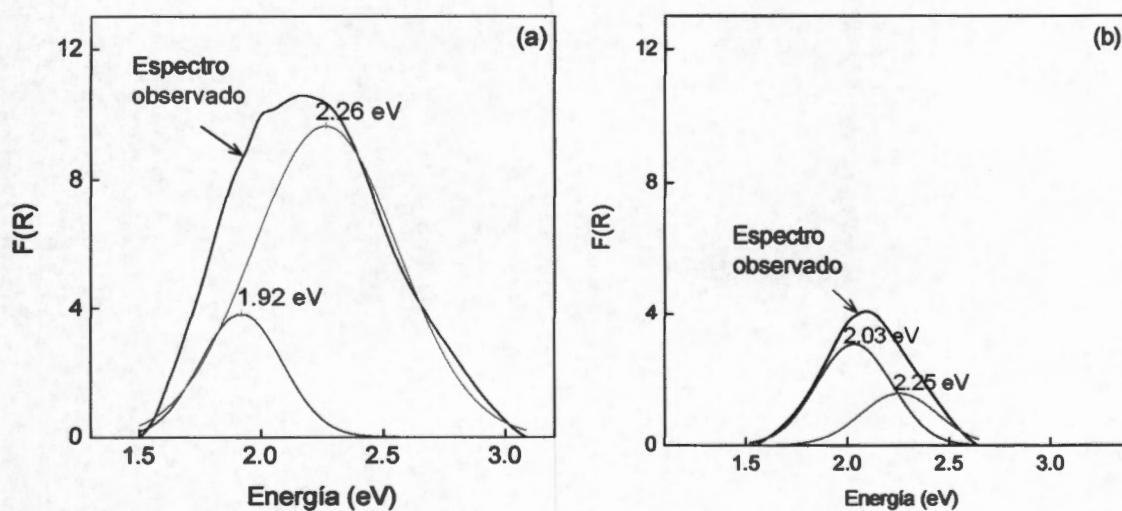 (a)
12
8
4
0
F(R)
Espectro
observado
2.26 eV
1.92 eV
1.5
2.0
2.5
3.0
Energía (eV)
(b)
12
8
4
0
F(R)
Espectro
observado
2.03 eV
2.25 eV
1.5
2.0
2.5
3.0
Energía (eV)